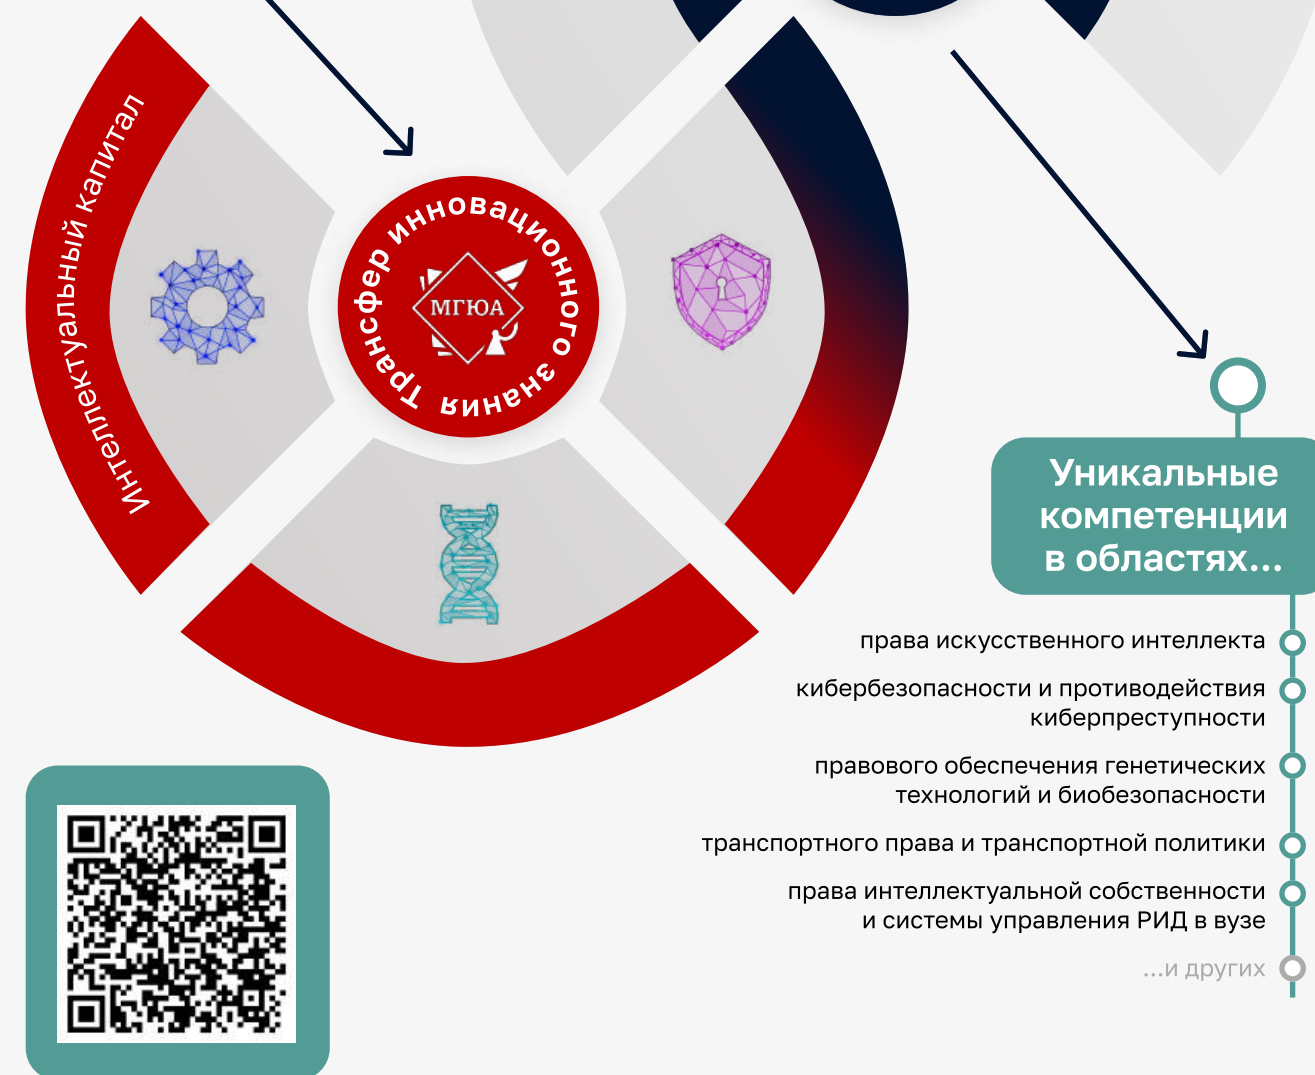 Интеллектуальный капитал
Трансфер инновационного знания
МГЮА
Уникальные
компетенции
в областях...
права искусственного интеллекта
кибербезопасности и противодействия
киберпреступности
правового обеспечения генетических
технологий и биобезопасности
транспортного права и транспортной политики
права интеллектуальной собственности
и системы управления РИД в вузе
...и других